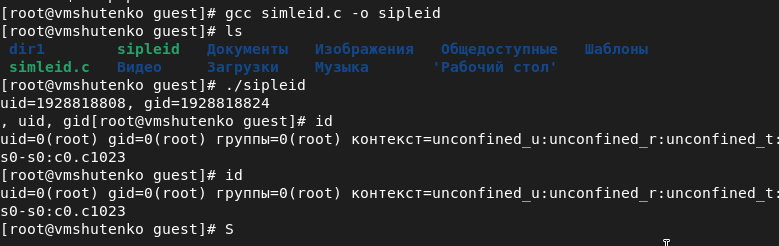 [root@vmshutenko guest]# gcc simleid.c -o sipleid
[root@vmshutenko guest]# ls
dir1 sipleid Документы Изображения Общедоступные Шаблоны
simleid.c Видео Загрузки Музыка 'Рабочий стол'
[root@vmshutenko guest]# ./sipleid
uid=1928818808, gid=1928818824
, uid, gid[root@vmshutenko guest]# id
uid=0(root) gid=0(root) группы=0(root) контекст=unconfined_u:unconfined_r:unconfined_t:
s0-s0:c0.c1023
[root@vmshutenko guest]# id
uid=0(root) gid=0(root) группы=0(root) контекст=unconfined_u:unconfined_r:unconfined_t:
s0-s0:c0.c1023
[root@vmshutenko guest]# S